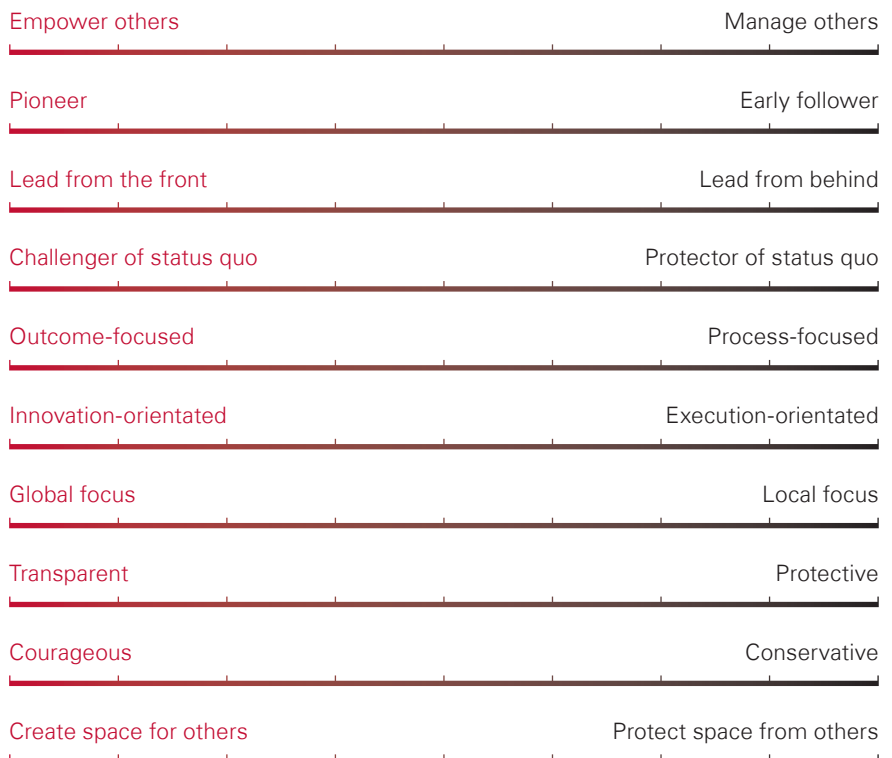 Empower others Manage others
Pioneer Early follower
Lead from the front Lead from behind
Challenger of status quo Protector of status quo
Outcome-focused Process-focused
Innovation-orientated Execution-orientated
Global focus Local focus
Transparent Protective
Courageous Conservative
Create space for others Protect space from others